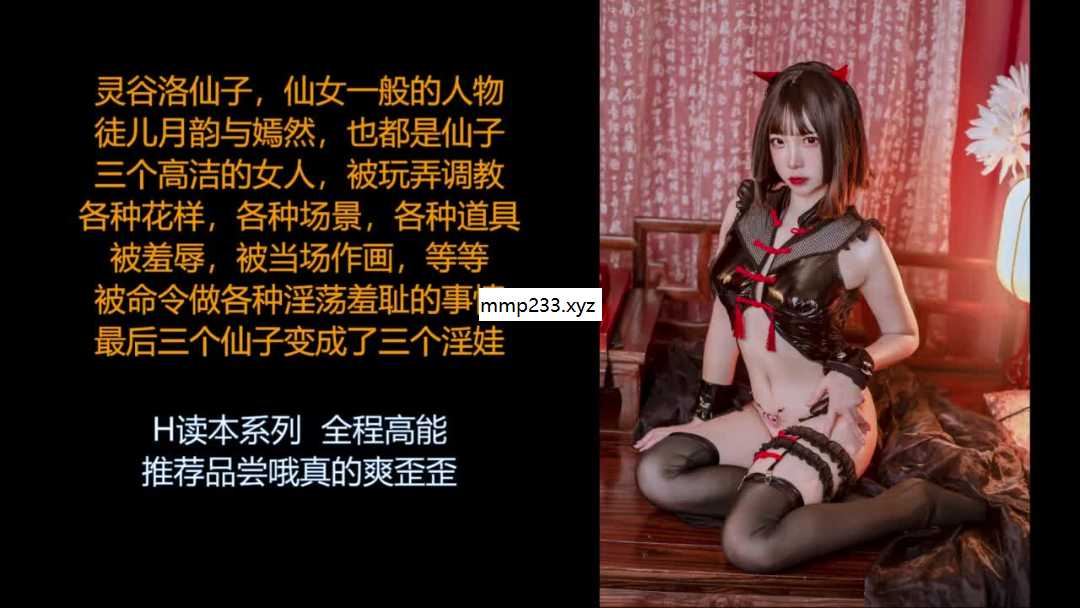 灵谷洛仙子，仙女一般的人物
徒儿月韵与嫣然，也都是仙子
三个高洁的女人，被玩弄调教
各种花样，各种场景，各种道具
被羞辱，被当场作画，等等
被命令做各种淫荡羞耻的事
mmp233.xyz
最后三个仙子变成了三个淫娃
H读本系列 全程高能
推荐品尝哦真的爽歪歪